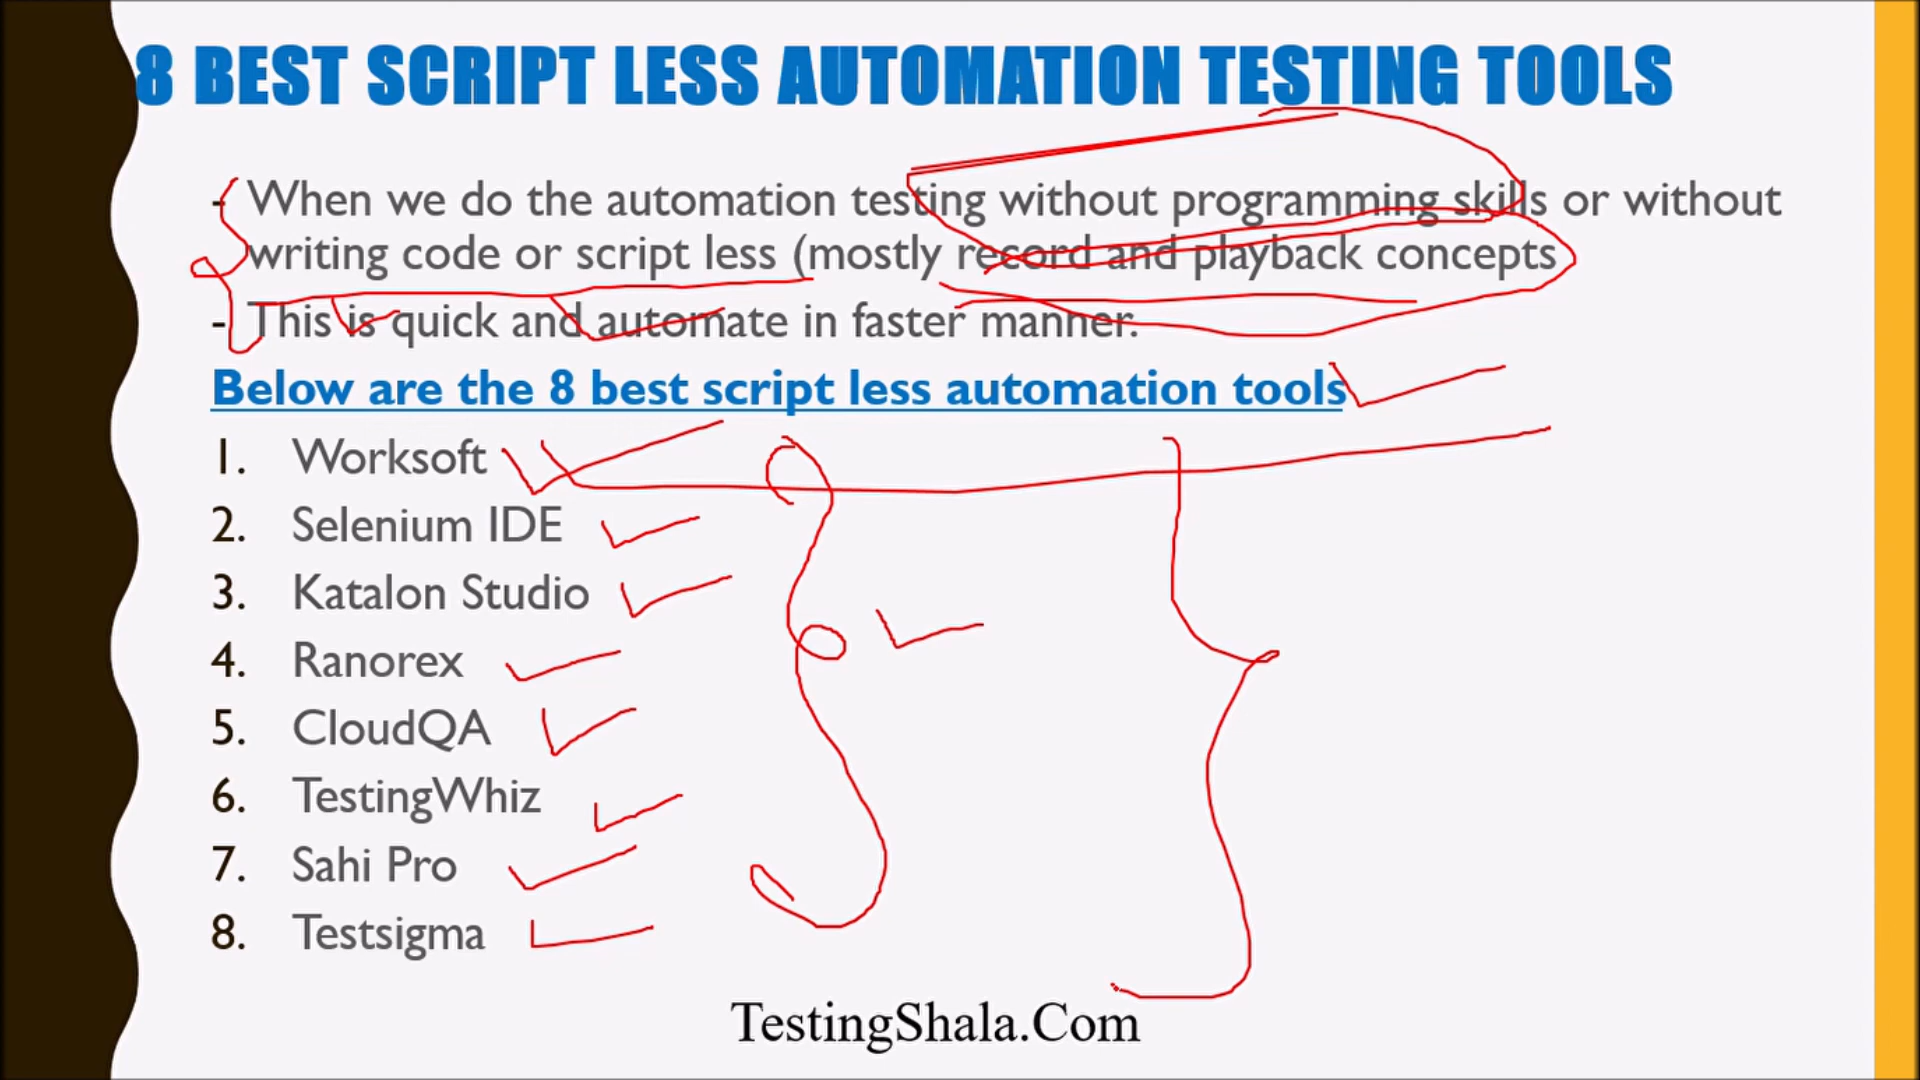 8 BEST SCRIPT LESS AUTOMATION TESTING TOOLS
- When we do the automation testing without programming skills or without
writing code or script less (mostly record and playback concepts
- This is quick and automate in faster manner.
Below are the 8 best script less automation tools
1. Worksoft
2. Selenium IDE
3. Katalon Studio
4. Ranorex
5. CloudQA
6. TestingWhiz
7. Sahi Pro
8. Testsigma
TestingShala.Com